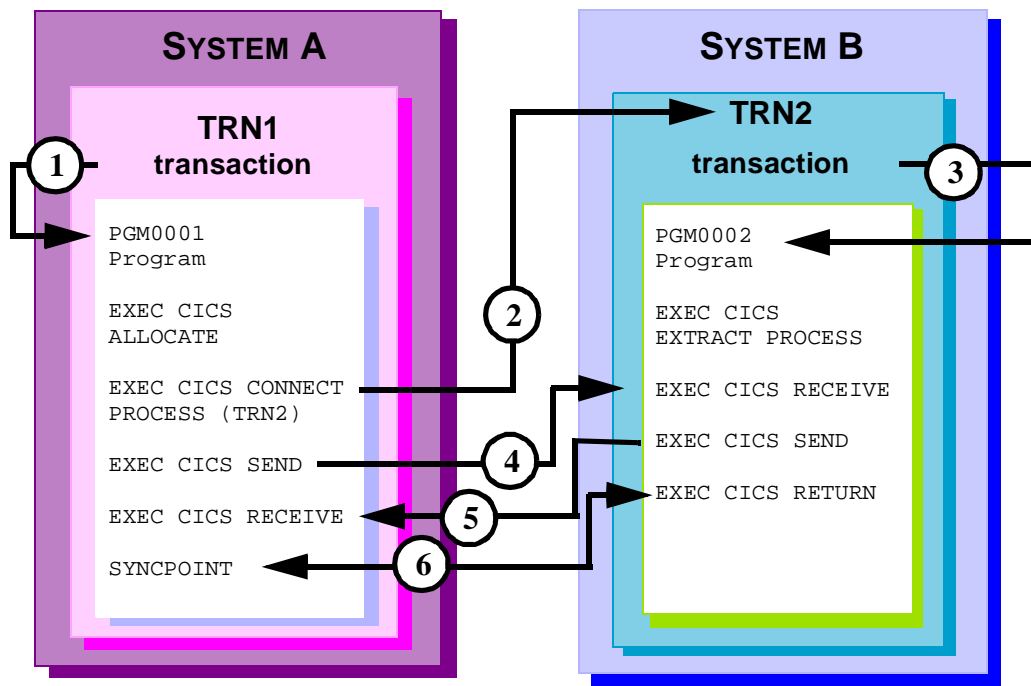 SYSTEM A
TRN1
transaction
1
PGM0001
Program
EXEC CICS
ALLOCATE
EXEC CICS CONNECT
PROCESS (TRN2)
EXEC CICS SEND
EXEC CICS RECEIVE
SYNCPOINT
2
4
5
6
SYSTEM B
TRN2
transaction
3
PGM0002
Program
EXEC CICS
EXTRACT PROCESS
EXEC CICS RECEIVE
EXEC CICS SEND
EXEC CICS RETURN